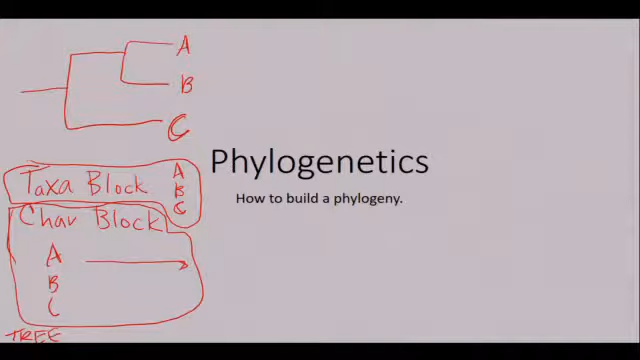 A
B
C
Phylogenetics
How to build a phylogeny.
Taxa Block
A
B
C
Char Block
A
B
C
TREE